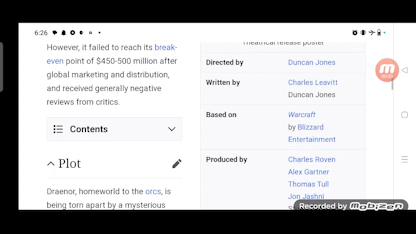 6:26
However, it failed to reach its break-
even point of $450-500 million after
global marketing and distribution,
and received generally negative
reviews from critics.
Contents
Plot
Draenor, homeworld to the orcs, is
being torn apart by a mysterious
Theatrical release poster
Directed by Duncan Jones
Written by Charles Leavitt
Duncan Jones
Based on Warcraft
by Blizzard
Entertainment
Produced by Charles Roven
Alex Gartner
Thomas Tull
Jon Jashni
Recorded by Mobizen